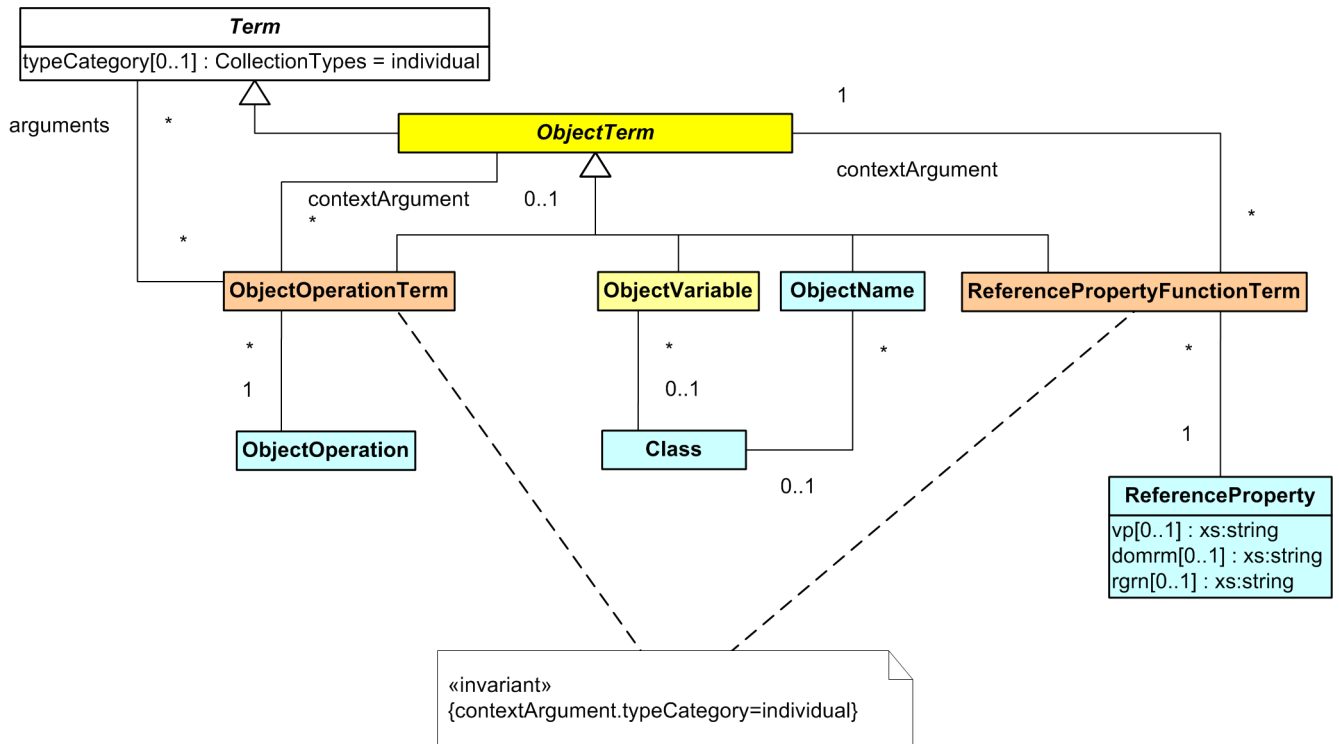 Term
typeCategory[0..1] : CollectionTypes = individual
1
arguments
*
ObjectTerm
contextArgument
contextArgument
0..1
*
*
*
ObjectOperationTerm
ObjectVariable
ObjectName
ReferencePropertyFunctionTerm
*
*
*
*
1
0..1
1
ObjectOperation
Class
0..1
ReferenceProperty
vp[0..1] : xs:string
domrm[0..1] : xs:string
rgrn[0..1] : xs:string
«invariant»
{contextArgument.typeCategory=individual}